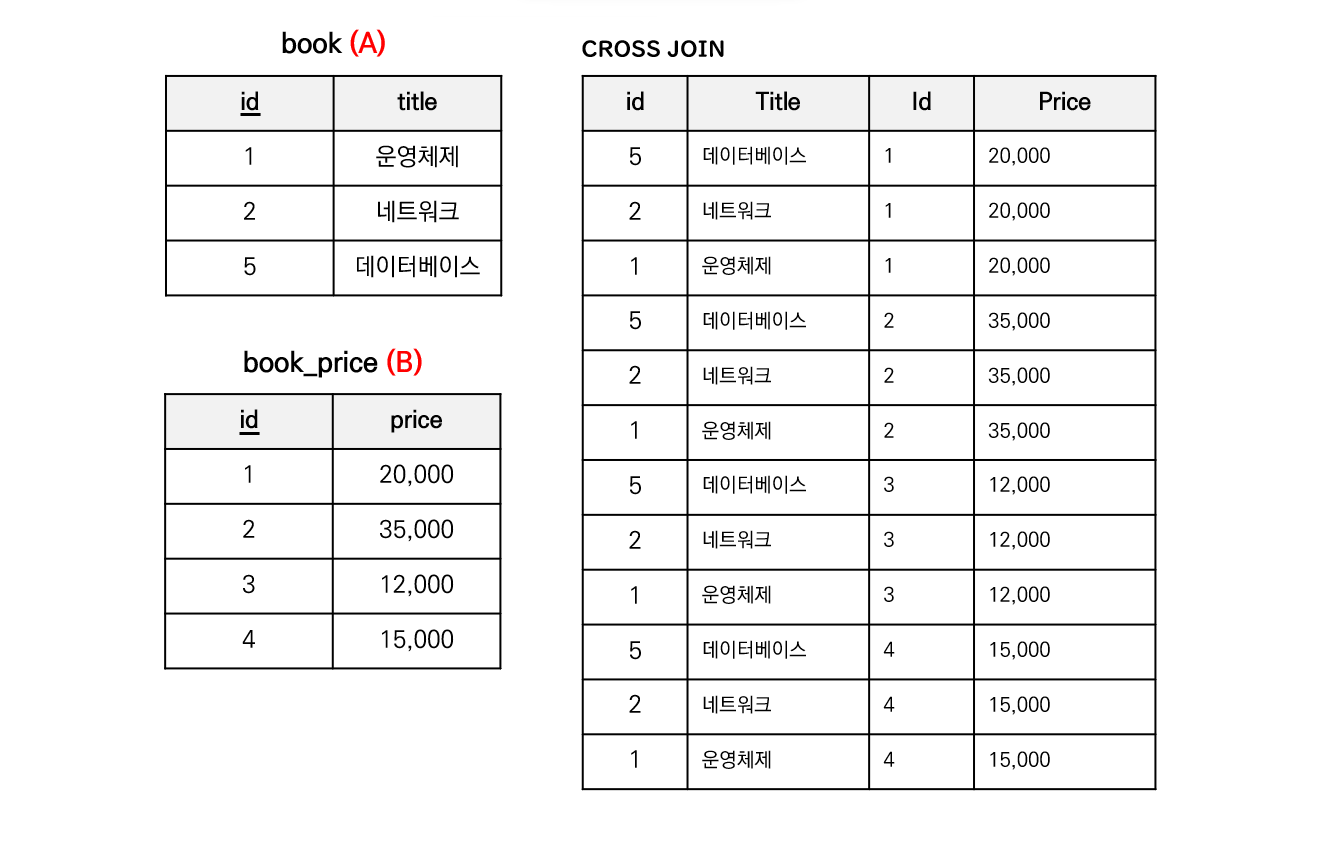 book (A)
id title
1 운영체제
2 네트워크
5 데이터베이스
book_price (B)
id price
1 20,000
2 35,000
3 12,000
4 15,000
CROSS JOIN
id Title Id Price
5 데이터베이스 1 20,000
2 네트워크 1 20,000
1 운영체제 1 20,000
5 데이터베이스 2 35,000
2 네트워크 2 35,000
1 운영체제 2 35,000
5 데이터베이스 3 12,000
2 네트워크 3 12,000
1 운영체제 3 12,000
5 데이터베이스 4 15,000
2 네트워크 4 15,000
1 운영체제 4 15,000